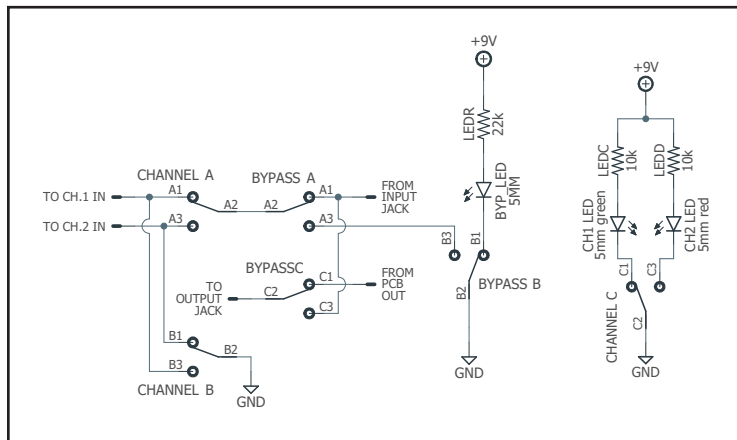 +9V
+9V
LEDR
22k
LEDC
10k
LEDD
10k
CHANNEL A
BYPASS A
BYP_LED
5MM
TO CH.1 IN
A1
A2
A2
A1
FROM
INPUT
JACK
TO CH.2 IN
A3
A3
CH1 LED
5mm green
CH2 LED
5mm red
B3
B1
TO
OUTPUT
JACK
BYPASSC
C2
C1
C3
FROM
PCB
OUT
B2
BYPASS B
C1
C3
C2
CHANNEL C
B1
B3
B2
CHANNEL B
GND
GND
GND